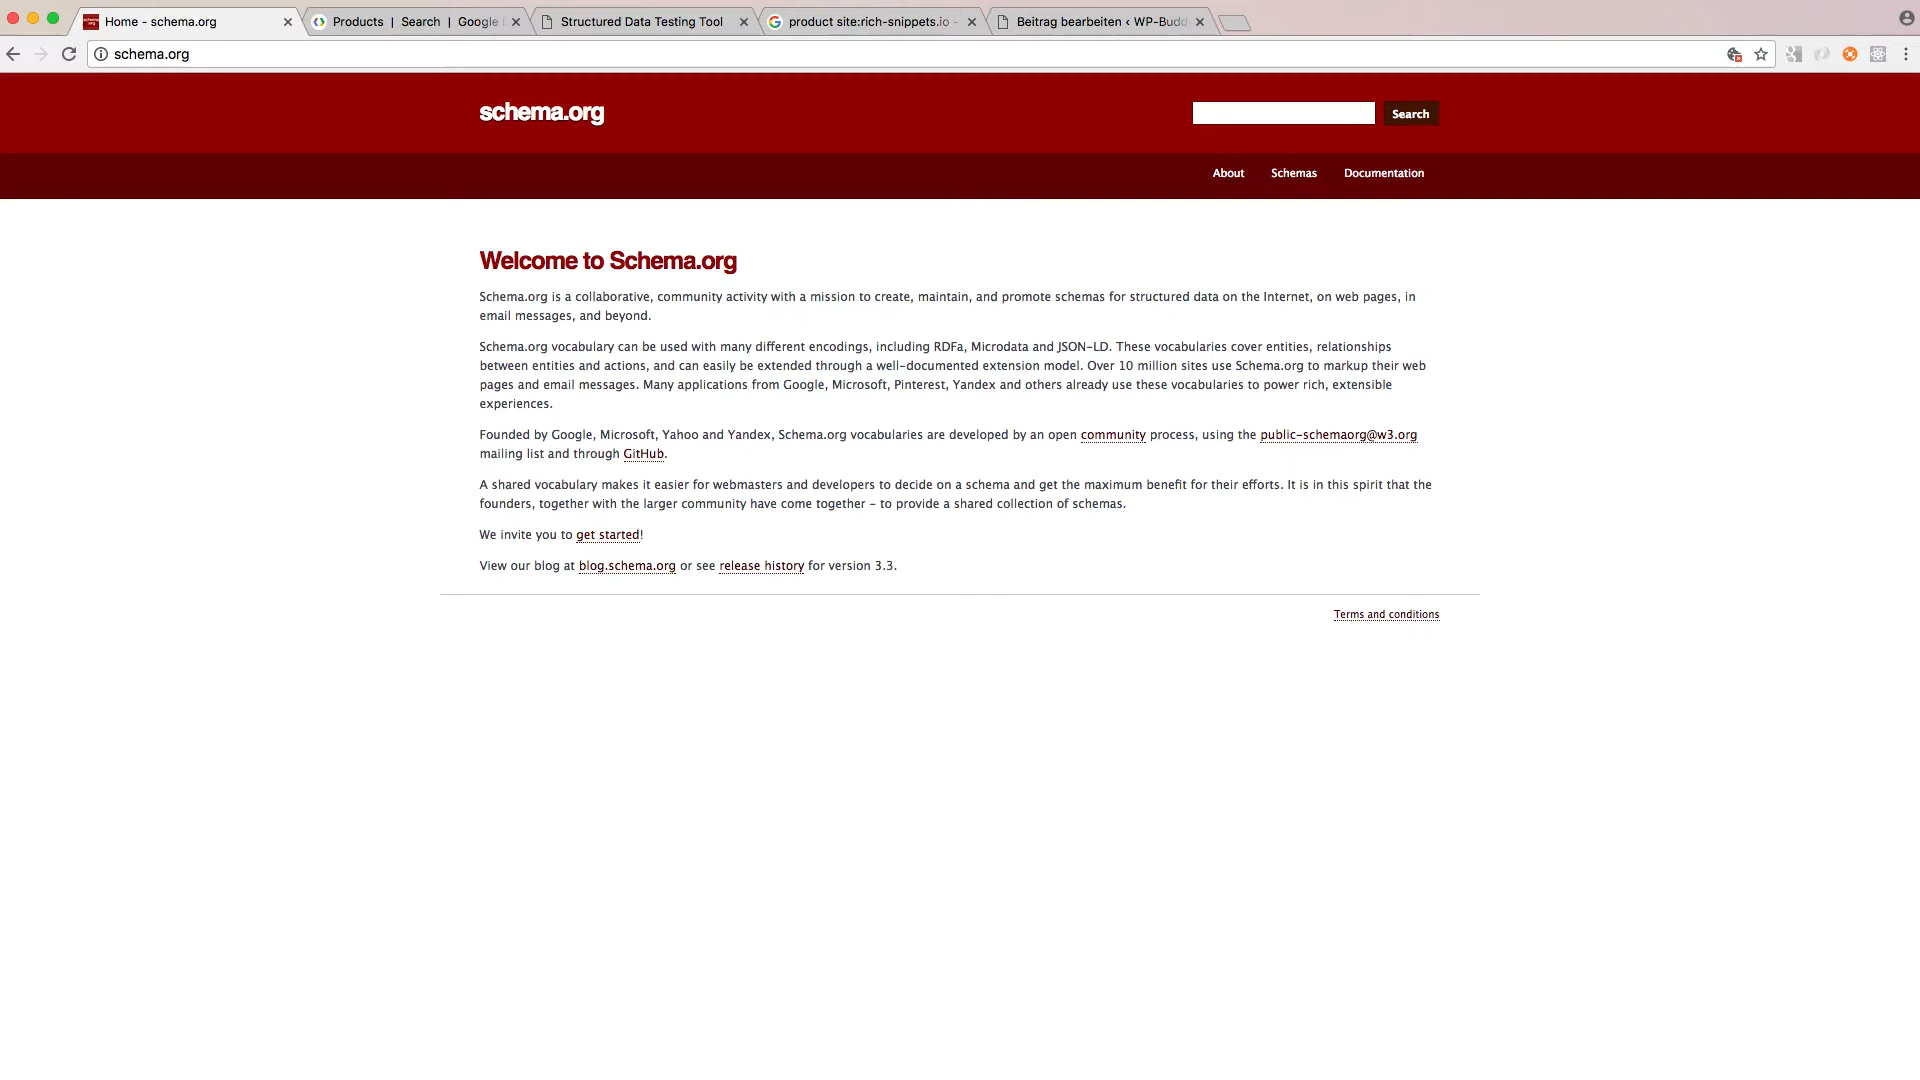 Home - schema.org
Products | Search | Google
Structured Data Testing Tool
product site:rich-snippets.io -
Beitrag bearbeiten ‹ WP-Budd
schema.org
schema.org
Search
About Schemas Documentation
Welcome to Schema.org
Schema.org is a collaborative, community activity with a mission to create, maintain, and promote schemas for structured data on the Internet, on web pages, in
email messages, and beyond.
Schema.org vocabulary can be used with many different encodings, including RDFa, Microdata and JSON-LD. These vocabularies cover entities, relationships
between entities and actions, and can easily be extended through a well-documented extension model. Over 10 million sites use Schema.org to markup their web
pages and email messages. Many applications from Google, Microsoft, Pinterest, Yandex and others already use these vocabularies to power rich, extensible
experiences.
Founded by Google, Microsoft, Yahoo and Yandex, Schema.org vocabularies are developed by an open community process, using the public-schemaorg@w3.org
mailing list and through GitHub.
A shared vocabulary makes it easier for webmasters and developers to decide on a schema and get the maximum benefit for their efforts. It is in this spirit that the
founders, together with the larger community have come together - to provide a shared collection of schemas.
We invite you to get started!
View our blog at blog.schema.org or see release history for version 3.3.
Terms and conditions